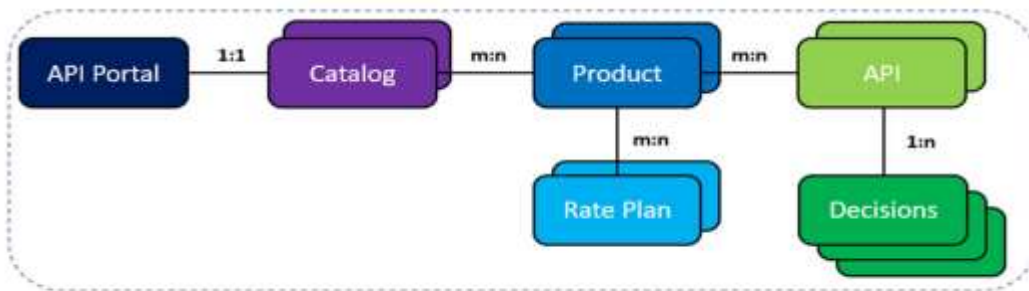 1:1
m:n
m:n
API Portal
Catalog
Product
API
m:n
1:n
Rate Plan
Decisions